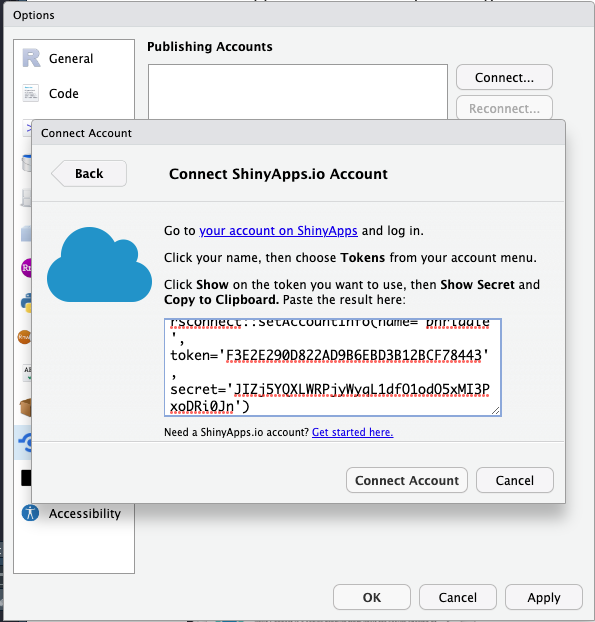 Options
General
Code
Publishing Accounts
Connect...
Reconnect...
Connect Account
Back
Connect ShinyApps.io Account
Go to your account on ShinyApps and log in.
Click your name, then choose Tokens from your account menu.
Click Show on the token you want to use, then Show Secret and
Copy to Clipboard. Paste the result here:
rsconnect::setAccountInfo(name='
',
token='F3E2E290D822AD9B6EBD3B12BCF78443'
,
secret='JIZj5YQXLWRPjyWyqL1dfO1odO5xMI3P
xoDRi0Jn')
Need a ShinyApps.io account? Get started here.
Connect Account
Cancel
Accessibility
OK
Cancel
Apply